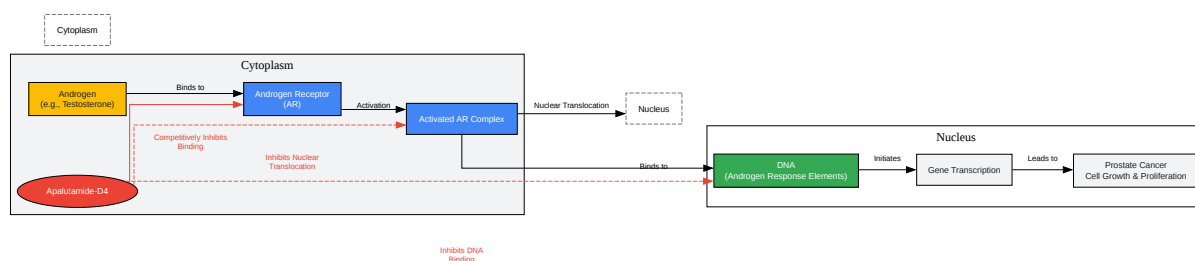 Cytoplasm
Cytoplasm
Androgen
(e.g., Testosterone)
Binds to
Androgen Receptor
(AR)
Activation
Activated AR Complex
Nuclear Translocation
Nucleus
Competitively Inhibits
Binding
Inhibits Nuclear
Translocation
Apalutamide-D4
Nucleus
Binds to
DNA
(Androgen Response Elements)
Initiates
Gene Transcription
Leads to
Prostate Cancer
Cell Growth & Proliferation
Inhibits DNA
Binding